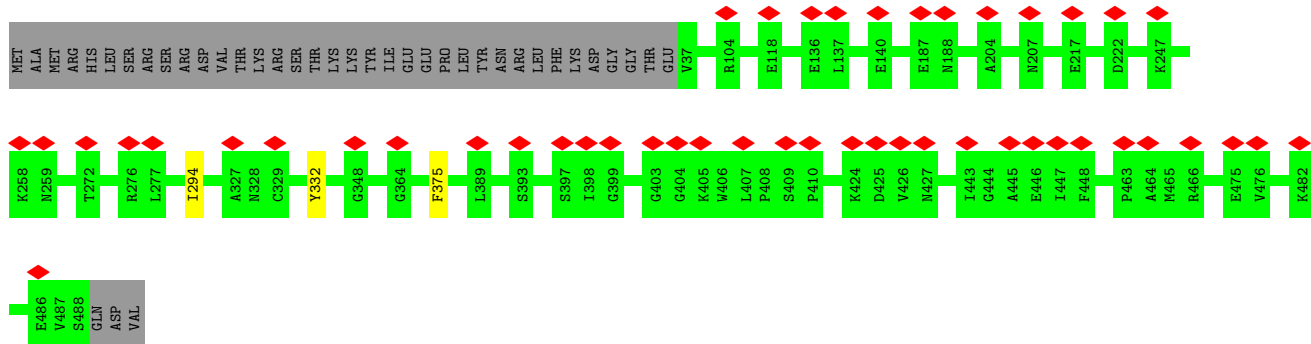 MET ALA MET ARG HIS LEU SER ARG SER ARG ASP VAL THR LYS ARG SER THR LYS LYS TYR ILE GLU GLU PRO LEU TYR ASN ARG LEU PHE LYS ASP GLY GLY THR GLU V37 R104 E118 E136 L137 E140 E187 N188 A204 N207 E217 D222 K247
K258 N259 T272 R276 L277 I294 A327 N328 C329 Y332 G348 G364 F375 L389 S393 S397 I398 G399 G403 G404 K405 W406 L407 P408 S409 P410 K424 D425 V426 N427 I443 G444 A445 E446 I447 F448 P463 A464 M465 R466 E475 V476 K482
E486 V487 S488 GLN ASP VAL